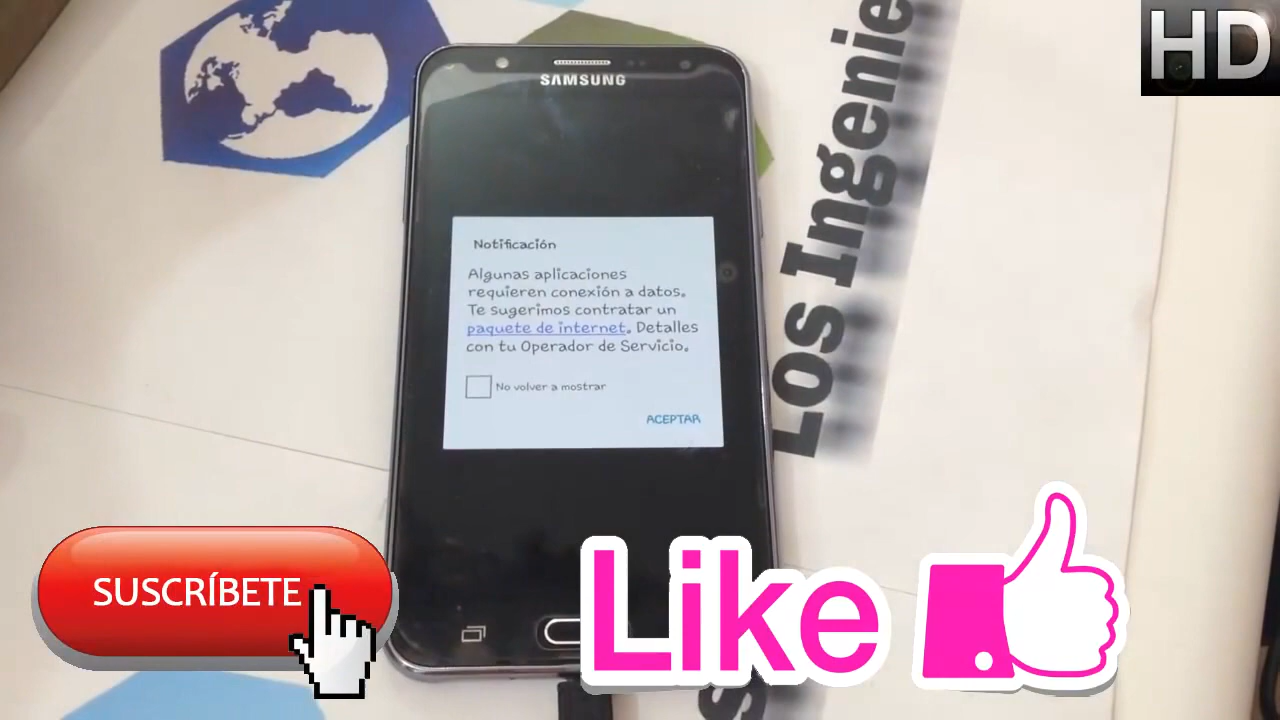 HD
SAMSUNG
Los Ingenie
Notificación
Algunas aplicaciones
requieren conexión a datos.
Te sugerimos contratar un
paquete de internet. Detalles
con tu Operador de Servicio.
No volver a mostrar
ACEPTAR
SUSCRÍBETE
Like